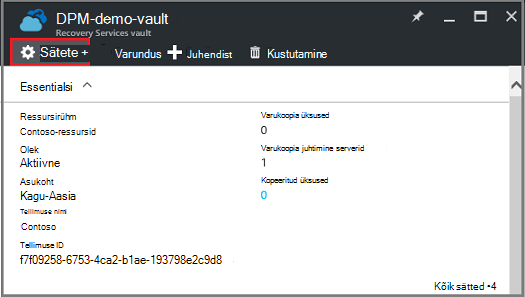 DPM-demo-vault
Recovery Services vault
Sätete + Varundus + Juhendist Kustutamine
Essentialsi
Ressursirühm
Contoso-ressursid
Varukoopia üksused
0
Olek
Aktiivne
Varukoopia juhtimine serverid
1
Asukoht
Kagu-Aasia
Kopeeritud üksused
0
Tellimuse nimi
Contoso
Tellimuse ID
f7f09258-6753-4ca2-b1ae-193798e2c9d8
Kõik sätted •4